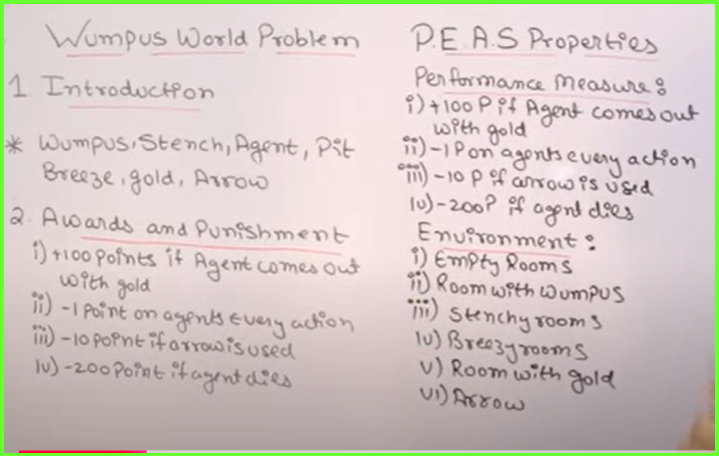 Wumpus World Problem
1 Introduction
* Wumpus, Stench, Agent, Pit
Breeze, gold, Arrow
2. Awards and Punishment
i) +100 points if Agent comes out
with gold
ii) -1 point on agents Every action
iii) -10 point if arrow is used
iv) -200 point if agent dies
P.E.A.S Properties
Performance Measure:
i) +100 P if Agent comes out
with gold
ii) -1 P on agents every action
iii) -10 P if arrow is used
iv) -200P if agent dies
Environment:
i) Empty Rooms
ii) Room with Wumpus
iii) Stenchy rooms
iv) Breezy rooms
v) Room with gold
vi) Arrow